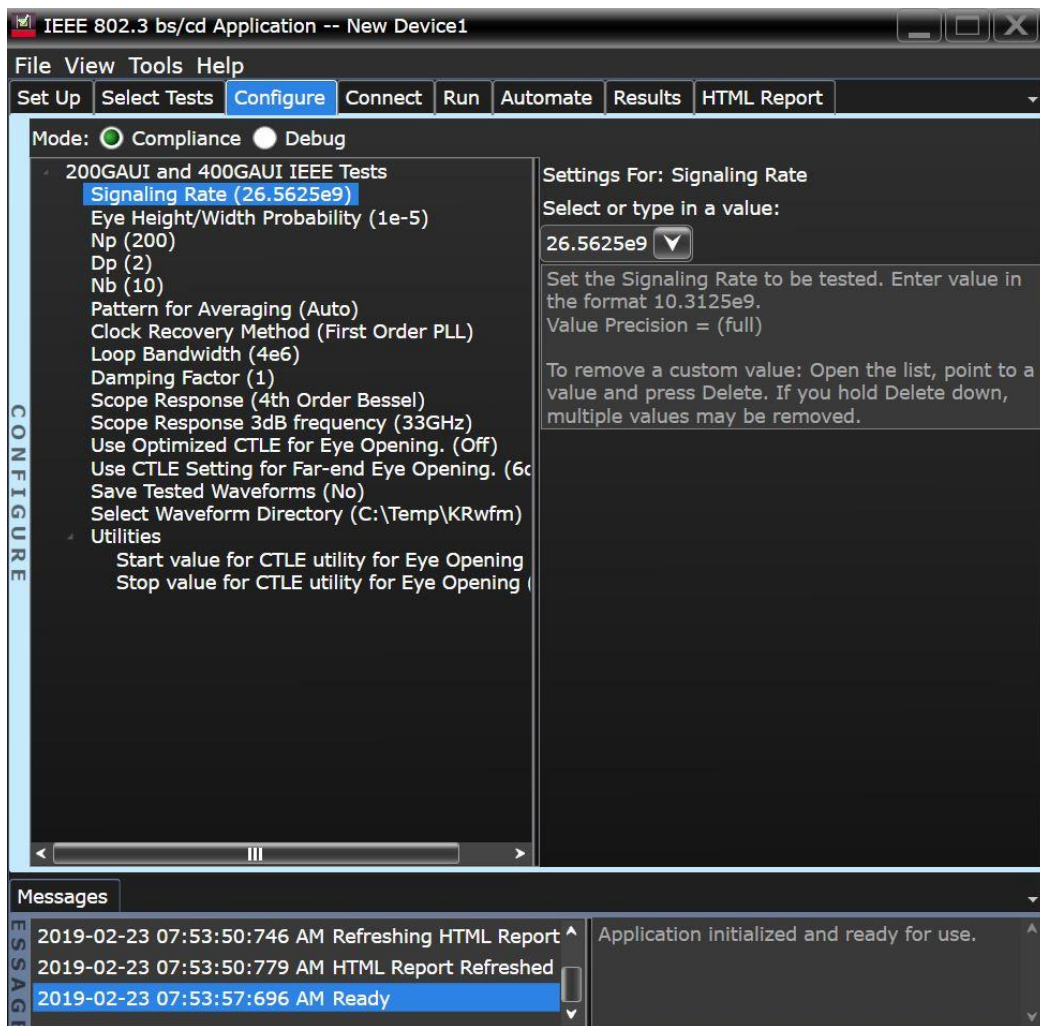 IEEE 802.3 bs/cd Application -- New Device1
File View Tools Help
Set Up Select Tests Configure Connect Run Automate Results HTML Report
Mode: Compliance Debug
200GAUI and 400GAUI IEEE Tests
Signaling Rate (26.5625e9)
Eye Height/Width Probability (1e-5)
Np (200)
Dp (2)
Nb (10)
Pattern for Averaging (Auto)
Clock Recovery Method (First Order PLL)
Loop Bandwidth (4e6)
Damping Factor (1)
Scope Response (4th Order Bessel)
Scope Response 3dB frequency (33GHz)
Use Optimized CTLE for Eye Opening. (Off)
Use CTLE Setting for Far-end Eye Opening.
Save Tested Waveforms (No)
Select Waveform Directory (C:\Temp\KRwfm)
Utilities
Start value for CTLE utility for Eye Opening
Stop value for CTLE utility for Eye Opening (
CONFIGURE
Settings For: Signaling Rate
Select or type in a value:
26.5625e9
Set the Signaling Rate to be tested. Enter value in
the format 10.3125e9.
Value Precision = (full)
To remove a custom value: Open the list, point to a
value and press Delete. If you hold Delete down,
multiple values may be removed.
Messages
2019-02-23 07:53:50:746 AM Refreshing HTML Report
2019-02-23 07:53:50:779 AM HTML Report Refreshed
2019-02-23 07:53:57:696 AM Ready
Application initialized and ready for use.